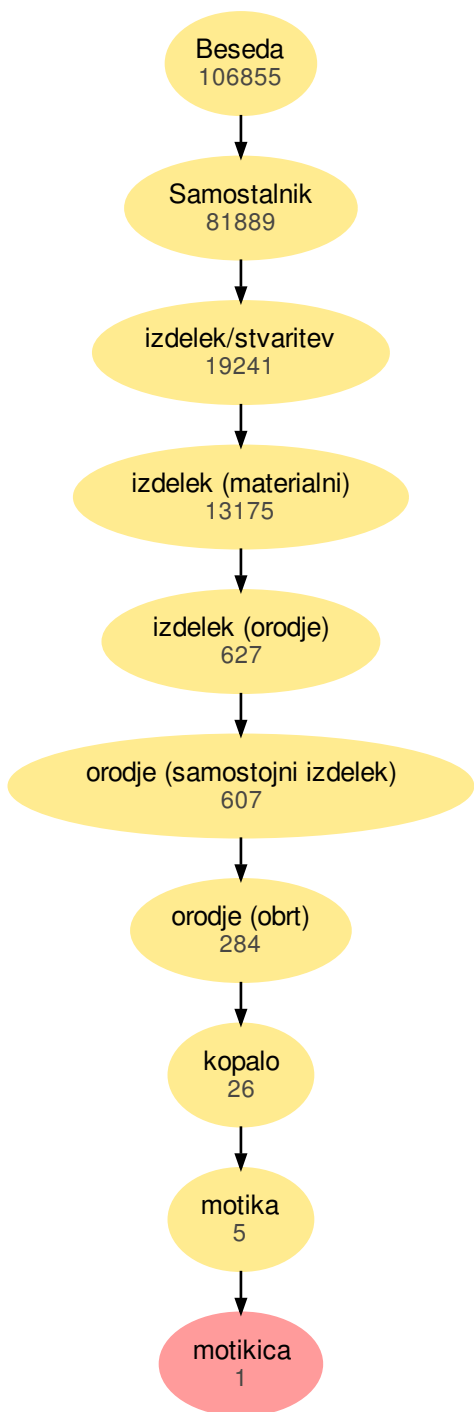 Beseda
106855
Samostalnik
81889
izdelek/stvaritev
19241
izdelek (materialni)
13175
izdelek (orodje)
627
orodje (samostojni izdelek)
607
orodje (obrt)
284
kopalo
26
motika
5
motikica
1